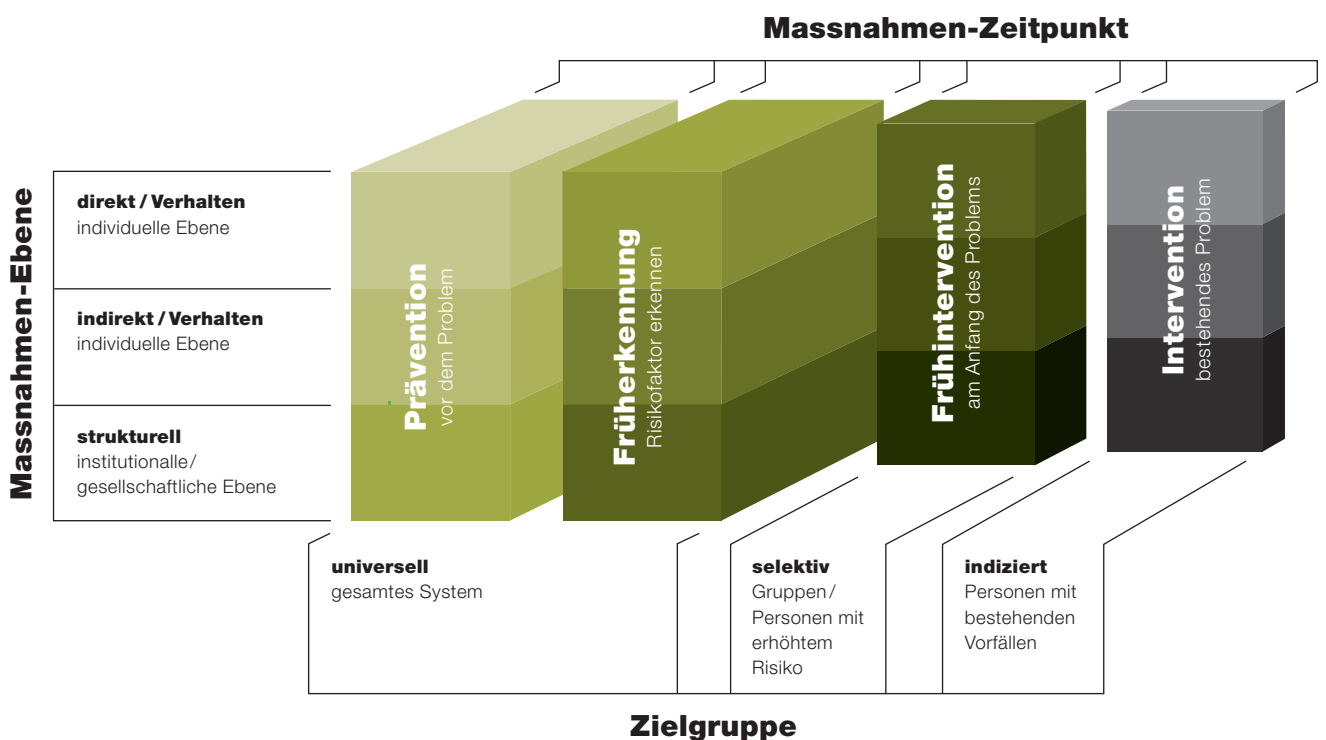 Massnahmen-Zeitpunkt
Massnahmen-Ebene
direkt / Verhalten
individuelle Ebene
indirekt / Verhalten
individuelle Ebene
strukturell
institutionalle/
gesellschaftliche Ebene
Prävention
vor dem Problem
Früherkennung
Risikofaktor erkennen
Frühintervention
am Anfang des Problems
Intervention
bestehendes Problem
universell
gesamtes System
selektiv
Gruppen/
Personen mit
erhöhtem
Risiko
indiziert
Personen mit
bestehenden
Vorfällen
Zielgruppe